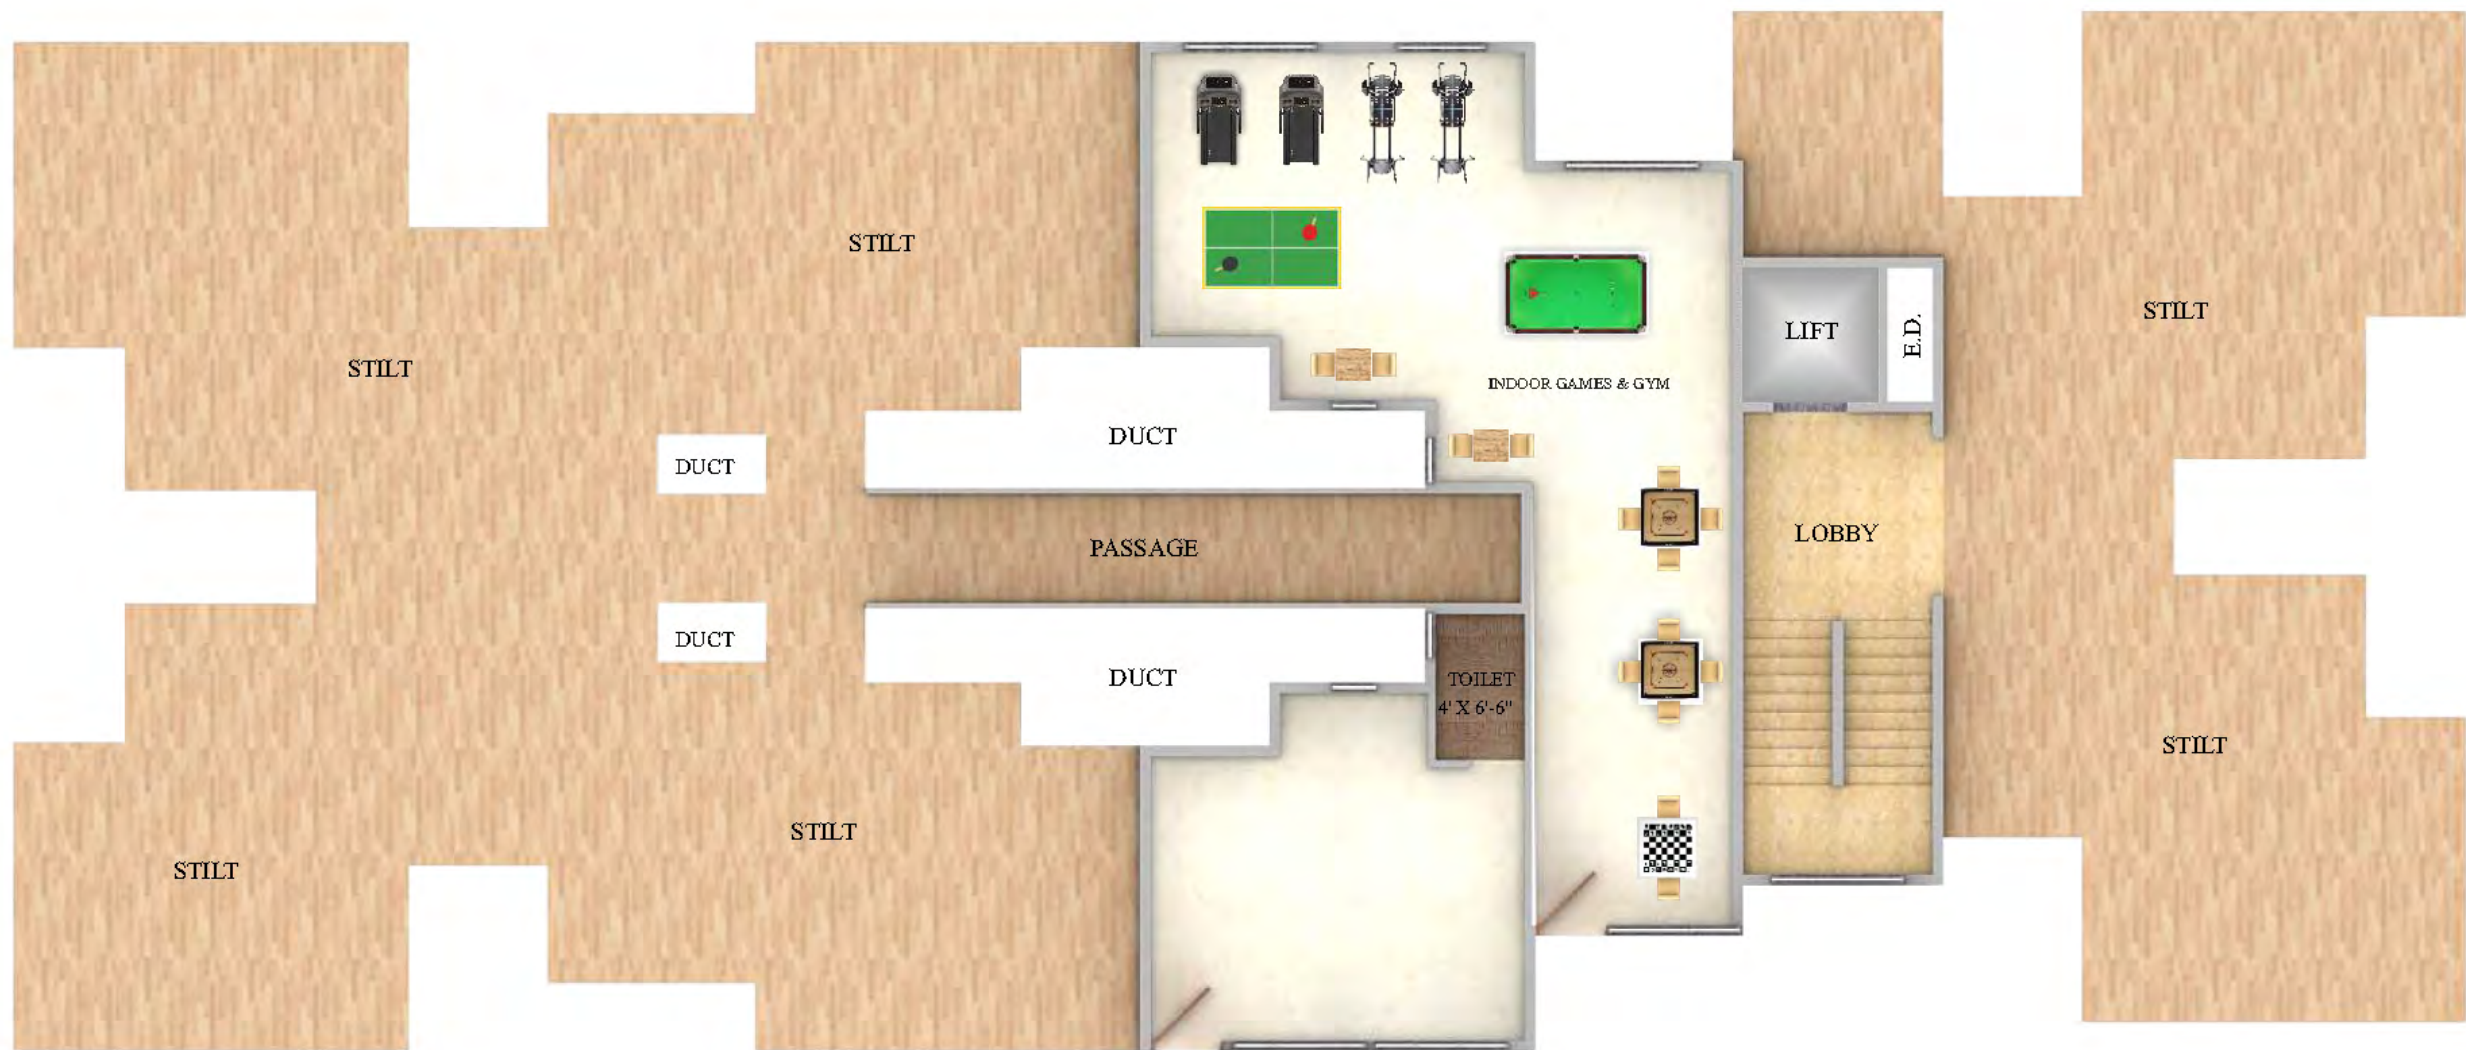 STILT
STILT
LIFT
E.D.
STILT
INDOOR GAMES & GYM
DUCT
DUCT
PASSAGE
LOBBY
DUCT
DUCT
TOILET
4' X 6'-6"
STILT
STILT
STILT